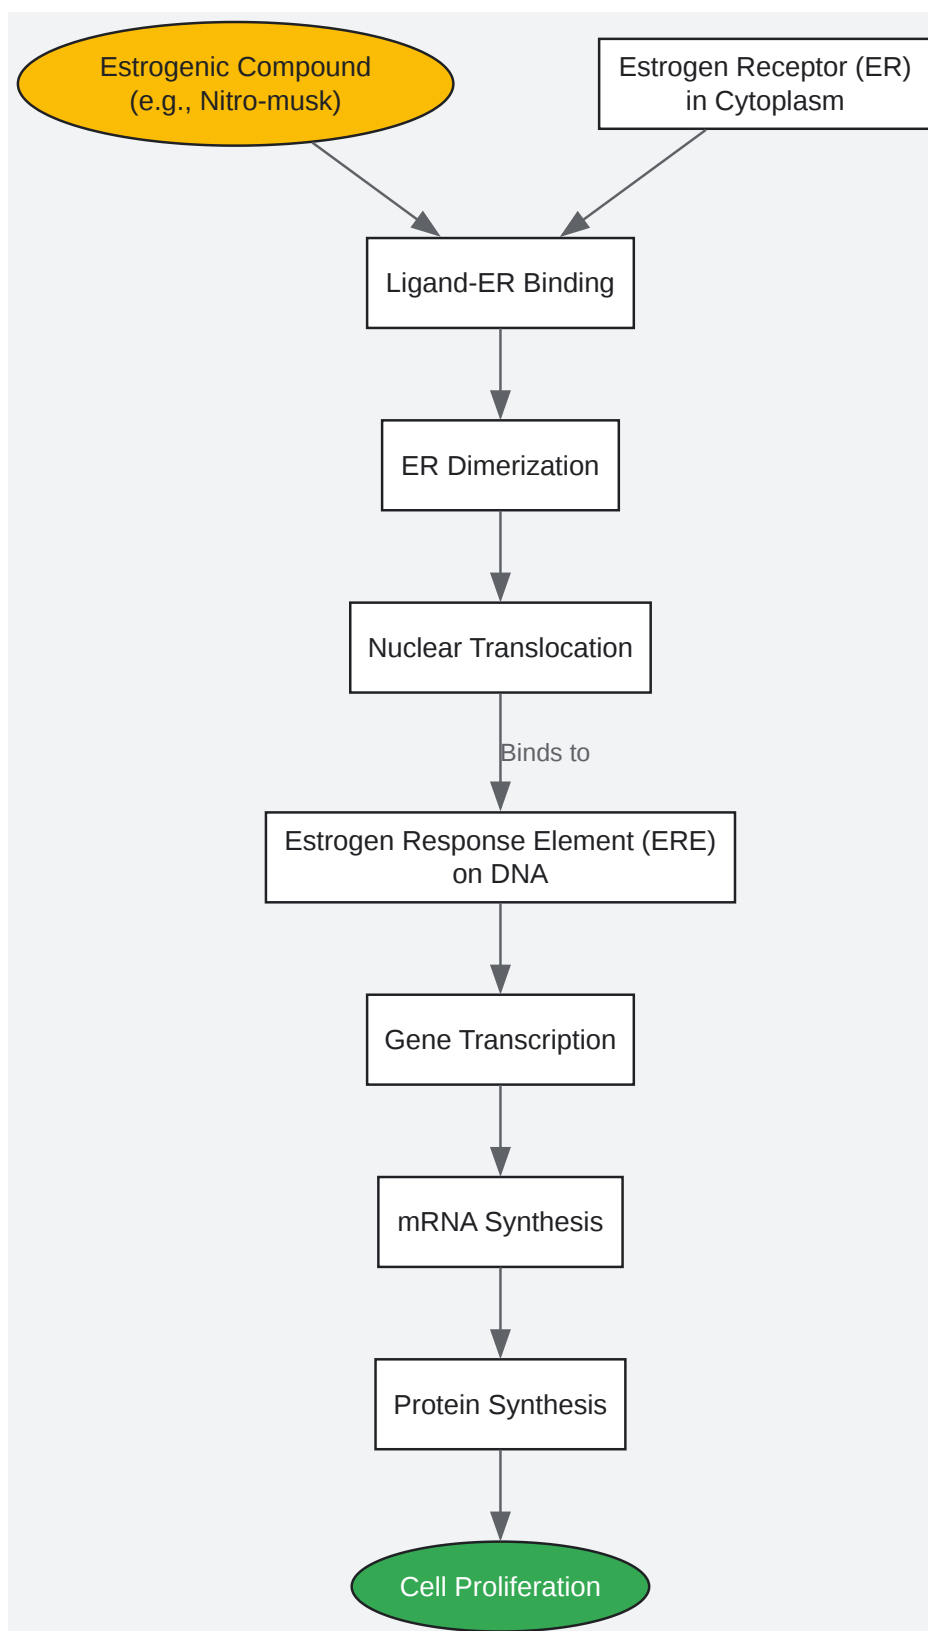 Estrogenic Compound
(e.g., Nitro-musk)
Estrogen Receptor (ER)
in Cytoplasm
Ligand-ER Binding
ER Dimerization
Nuclear Translocation
Binds to
Estrogen Response Element (ERE)
on DNA
Gene Transcription
mRNA Synthesis
Protein Synthesis
Cell Proliferation